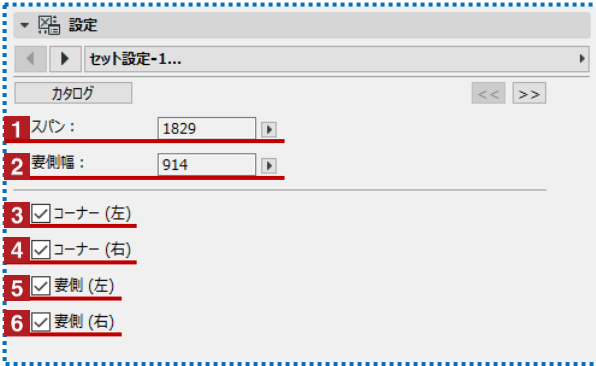 設定
セット設定-1...
カタログ << >>
1 スパン： 1829
2 妻側幅： 914
3 コーナー (左)
4 コーナー (右)
5 妻側 (左)
6 妻側 (右)